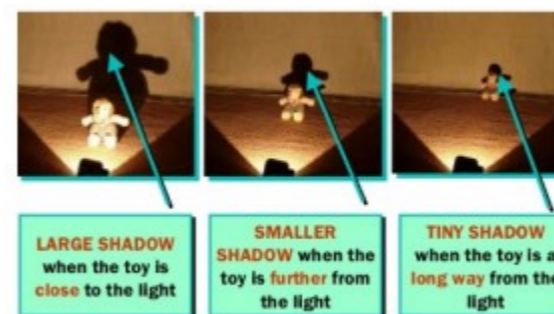 LARGE SHADOW
when the toy is
close to the light
SMALLER
SHADOW when the
toy is further from
the light
TINY SHADOW
when the toy is a
long way from the
light